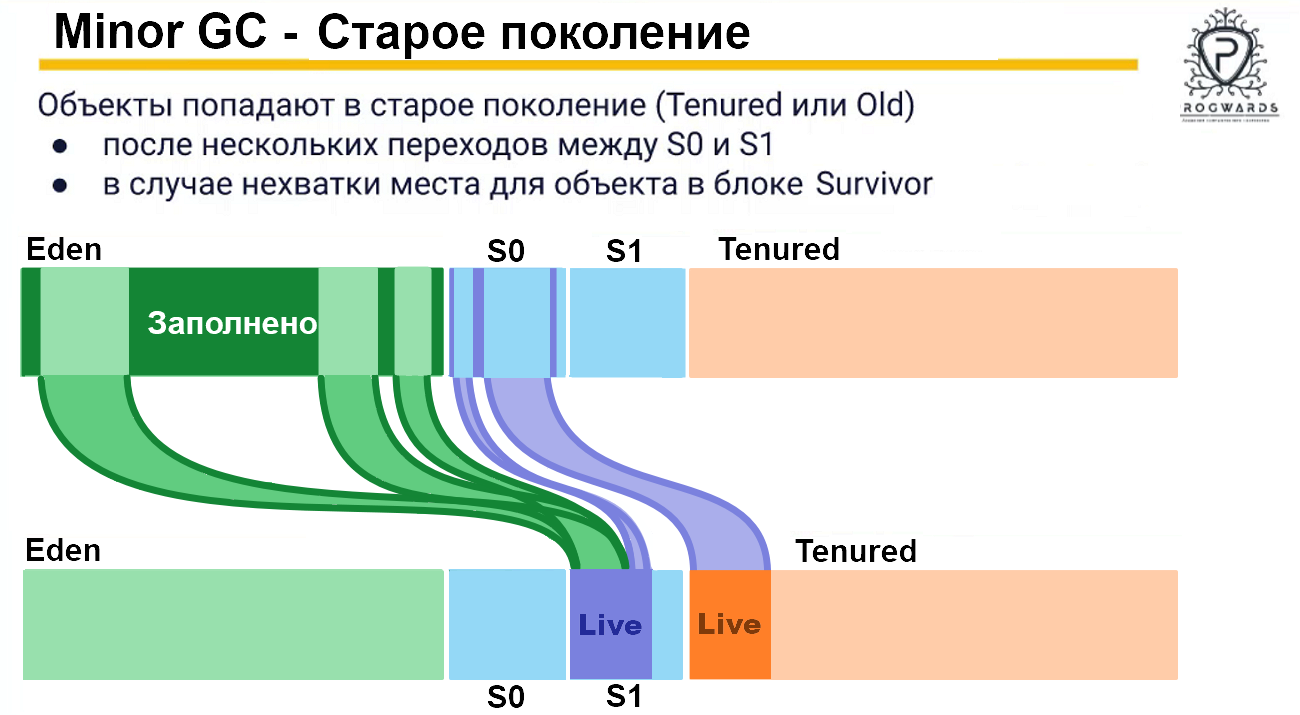 Minor GC - Старое поколение
ROGWARDS
Объекты попадают в старое поколение (Tenured или Old)
● после нескольких переходов между S0 и S1
● в случае нехватки места для объекта в блоке Survivor
Eden S0 S1 Tenured
Заполнено
Eden Tenured
Live Live
S0 S1